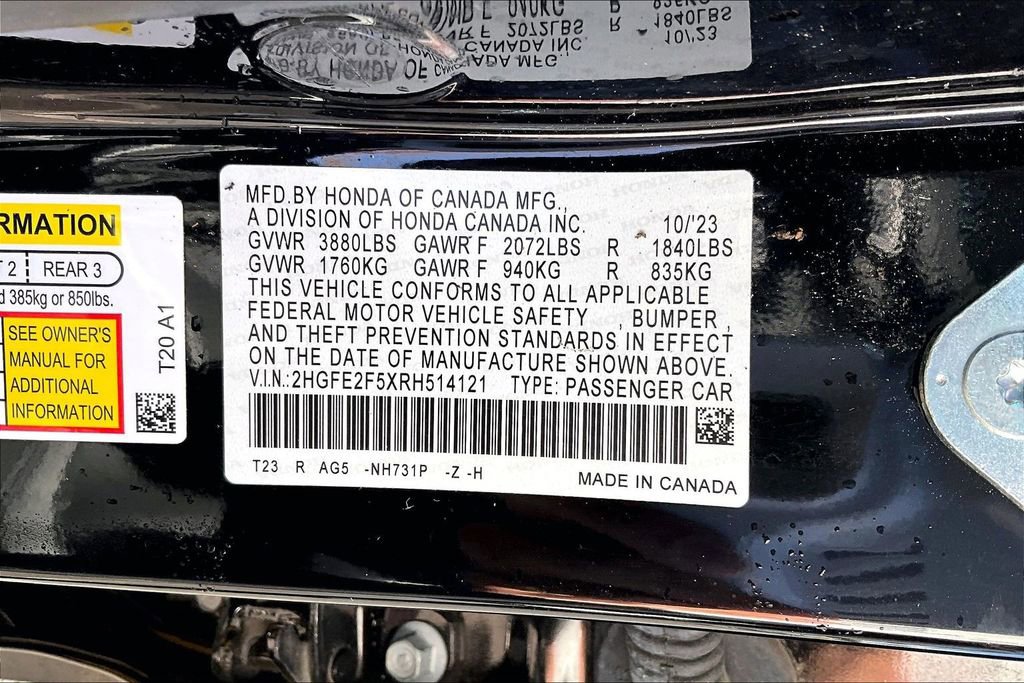 RMATION
T 2 REAR 3
d 385kg or 850lbs.
SEE OWNER'S
MANUAL FOR
ADDITIONAL
INFORMATION
T20 A1
MFD.BY HONDA OF CANADA MFG.,
A DIVISION OF HONDA CANADA INC. 10/'23
GVWR 3880LBS GAWR F 2072LBS R 1840LBS
GVWR 1760KG GAWR F 940KG R 835KG
THIS VEHICLE CONFORMS TO ALL APPLICABLE
FEDERAL MOTOR VEHICLE SAFETY , BUMPER ,
AND THEFT PREVENTION STANDARDS IN EFFECT
ON THE DATE OF MANUFACTURE SHOWN ABOVE.
V.I.N.:2HGFE2F5XRH514121 TYPE: PASSENGER CAR
T23 R AG5 -NH731P -Z -H
MADE IN CANADA